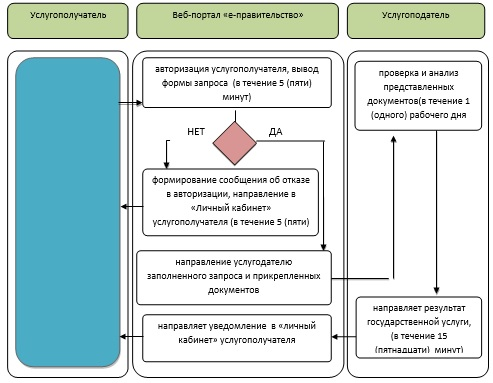 Услугополучатель
Веб-портал «е-правительство»
Услугоподатель
авторизация услугополучателя, вывод
формы запроса (в течение 5 (пяти)
минут)
НЕТ
ДА
формирование сообщения об отказе
в авторизации, направление в
«Личный кабинет»
услугополучателя (в течение 5 (пяти)
направление услугодателю
заполненного запроса и прикрепленных
документов
направляет уведомление в «личный
кабинет» услугополучателя
проверка и анализ
представленных
документов(в течение 1
(одного) рабочего дня
направляет результат
государственной услуги,
(в течение 15
(пятнадцати) минут)